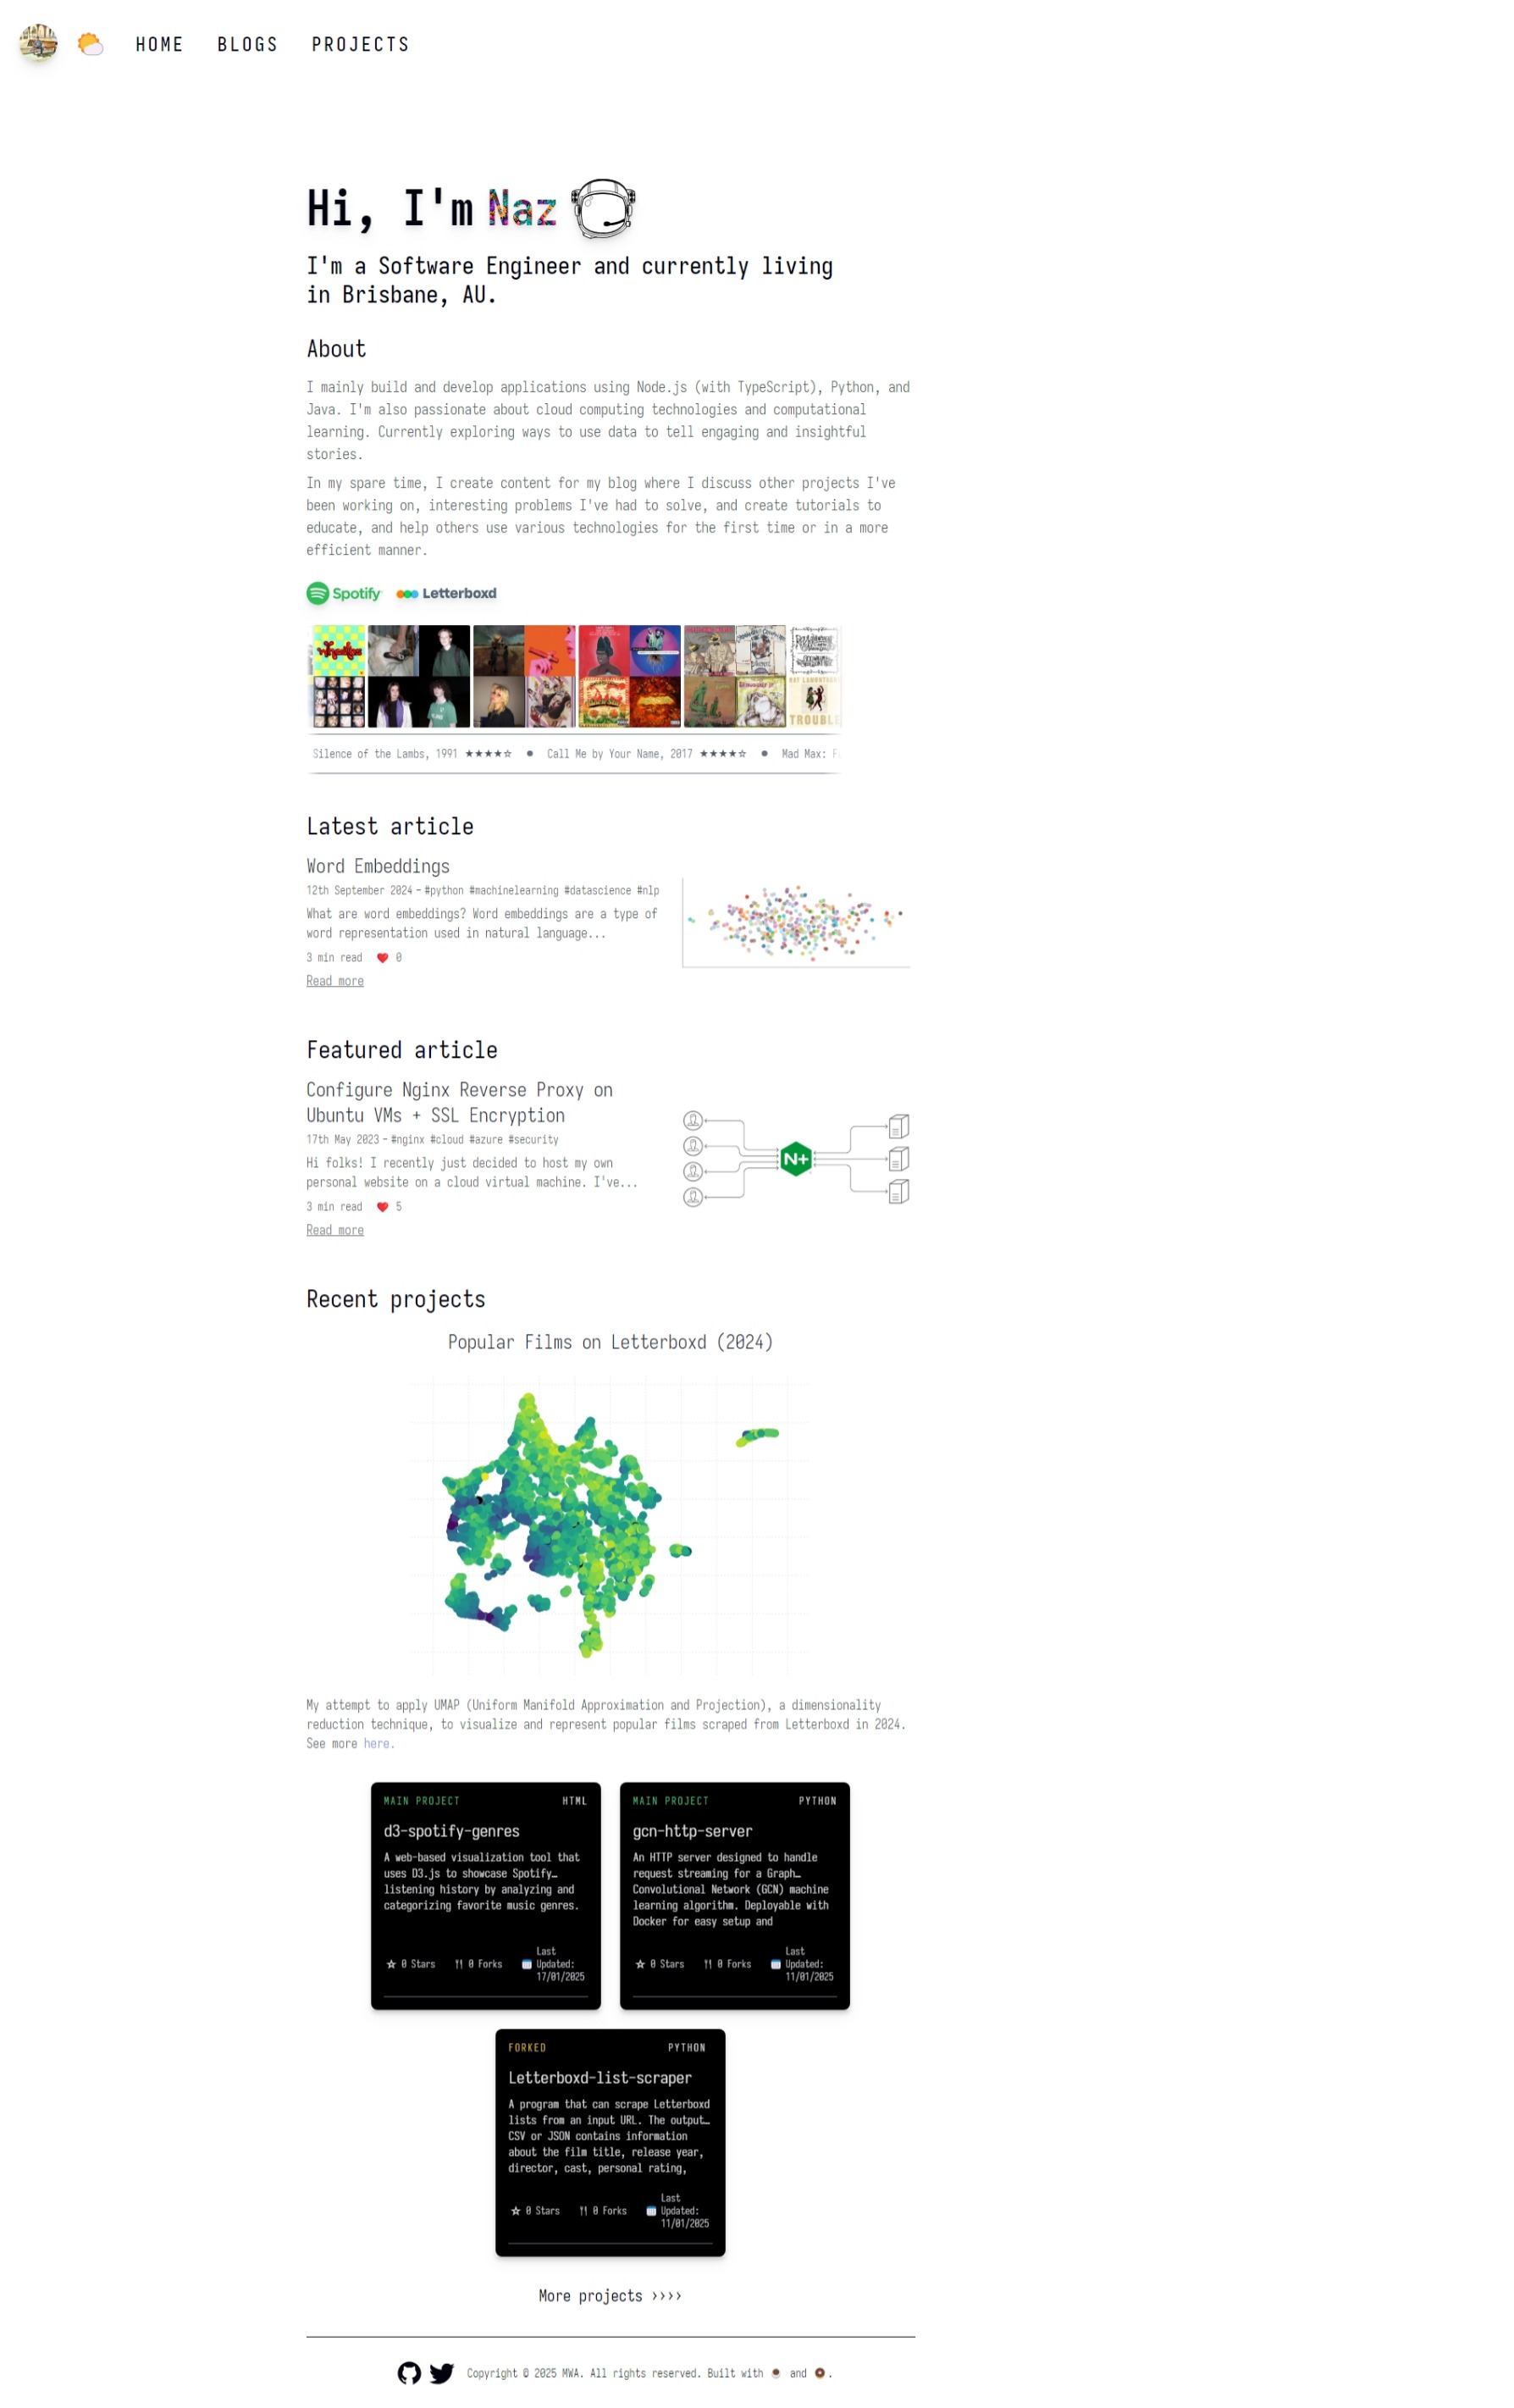 HOME BLOGS PROJECTS
Hi, I'm Naz
I'm a Software Engineer and currently living
in Brisbane, AU.
About
I mainly build and develop applications using Node.js (with TypeScript), Python, and
Java. I'm also passionate about cloud computing technologies and computational
learning. Currently exploring ways to use data to tell engaging and insightful
stories.
In my spare time, I create content for my blog where I discuss other projects I've
been working on, interesting problems I've had to solve, and create tutorials to
educate, and help others use various technologies for the first time or in a more
efficient manner.
Spotify Letterboxd
TROUBLE
Silence of the Lambs, 1991 ★★★★☆ ● Call Me by Your Name, 2017 ★★★★☆ ● Mad Max:
Latest article
Word Embeddings
12th September 2024 - #python #machinelearning #datascience #nlp
What are word embeddings? Word embeddings are a type of
word representation used in natural language...
3 min read ❤️ 0
Read more
Featured article
Configure Nginx Reverse Proxy on
Ubuntu VMs + SSL Encryption
17th May 2023 - #nginx #cloud #azure #security
Hi folks! I recently just decided to host my own
personal website on a cloud virtual machine. I've...
3 min read ❤️ 5
Read more
N+
Recent projects
Popular Films on Letterboxd (2024)
My attempt to apply UMAP (Uniform Manifold Approximation and Projection), a dimensionality
reduction technique, to visualize and represent popular films scraped from Letterboxd in 2024.
See more here.
MAIN PROJECT HTML
d3-spotify-genres
A web-based visualization tool that
uses D3.js to showcase Spotify…
listening history by analyzing and
categorizing favorite music genres.
☆ 0 Stars 🍴 0 Forks Last
Updated:
17/01/2025
MAIN PROJECT PYTHON
gcn-http-server
An HTTP server designed to handle
request streaming for a Graph…
Convolutional Network (GCN) machine
learning algorithm. Deployable with
Docker for easy setup and
☆ 0 Stars 🍴 0 Forks Last
Updated:
11/01/2025
FORKED PYTHON
Letterboxd-list-scraper
A program that can scrape Letterboxd
lists from an input URL. The output…
CSV or JSON contains information
about the film title, release year,
director, cast, personal rating,
☆ 0 Stars 🍴 0 Forks Last
Updated:
11/01/2025
More projects ››››
Copyright © 2025 MWA. All rights reserved. Built with ☕ and 🍩.